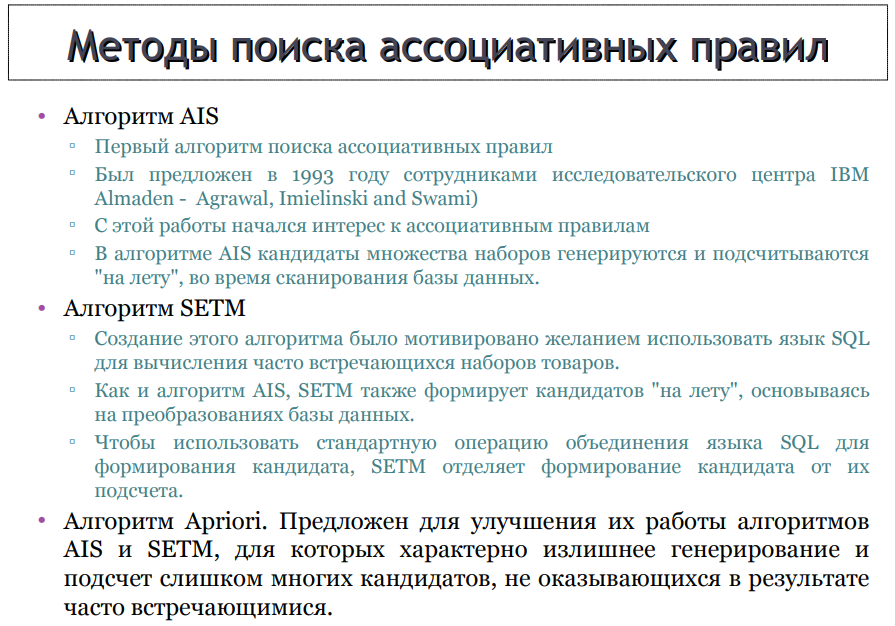 Методы поиска ассоциативных правил
• Алгоритм AIS
▫ Первый алгоритм поиска ассоциативных правил
▫ Был предложен в 1993 году сотрудниками исследовательского центра IBM
Almaden - Agrawal, Imielinski and Swami)
▫ С этой работы начался интерес к ассоциативным правилам
▫ В алгоритме AIS кандидаты множества наборов генерируются и подсчитываются
"на лету", во время сканирования базы данных.
• Алгоритм SETM
▫ Создание этого алгоритма было мотивировано желанием использовать язык SQL
для вычисления часто встречающихся наборов товаров.
▫ Как и алгоритм AIS, SETM также формирует кандидатов "на лету", основываясь
на преобразованиях базы данных.
▫ Чтобы использовать стандартную операцию объединения языка SQL для
формирования кандидата, SETM отделяет формирование кандидата от их
подсчета.
• Алгоритм Apriori. Предложен для улучшения их работы алгоритмов
AIS и SETM, для которых характерно излишнее генерирование и
подсчет слишком многих кандидатов, не оказывающихся в результате
часто встречающимися.